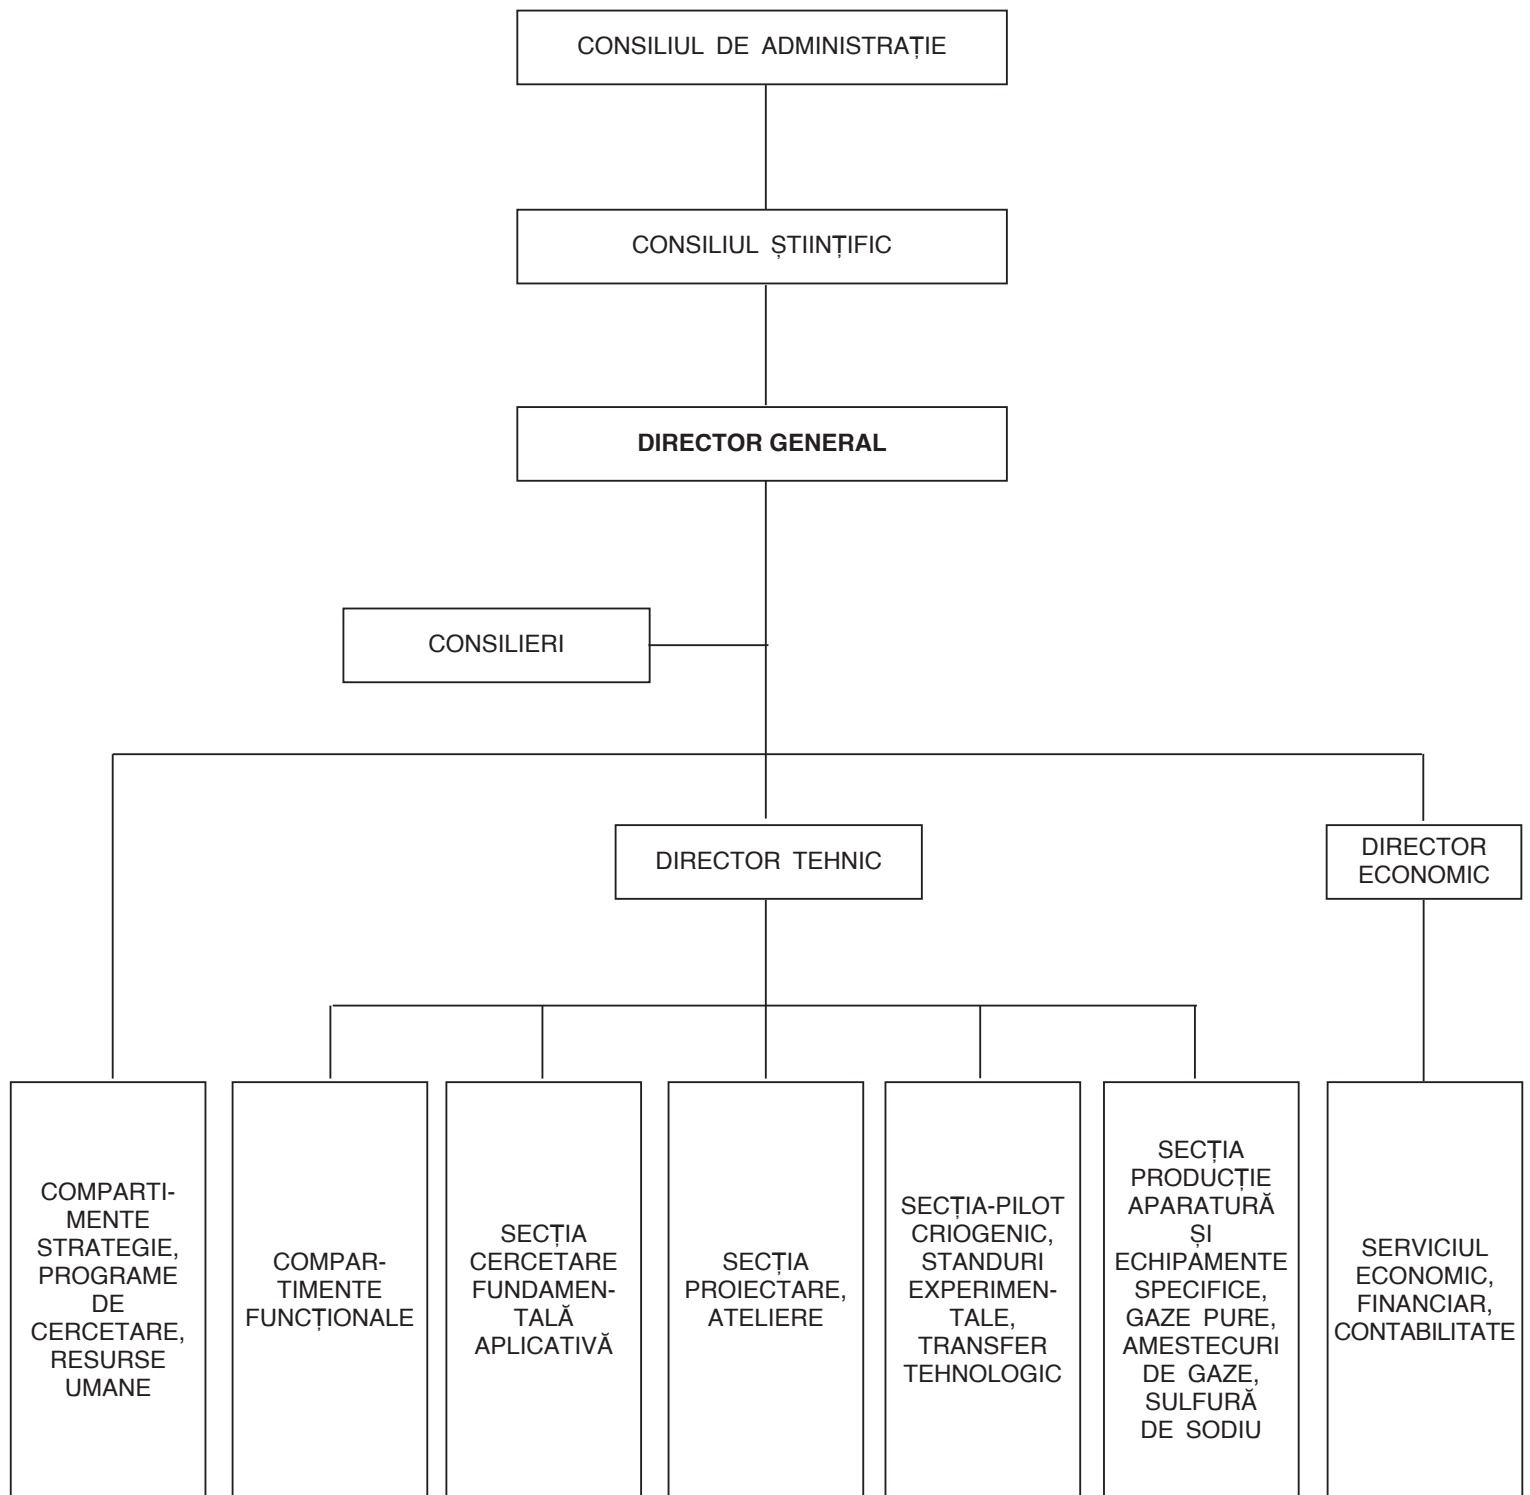 CONSILIUL DE ADMINISTRAȚIE
CONSILIUL ȘTIINȚIFIC
DIRECTOR GENERAL
CONSILIERI
DIRECTOR TEHNIC
DIRECTOR
ECONOMIC
COMPARTI-
MENTE
STRATEGIE,
PROGRAME
DE
CERCETARE,
RESURSE
UMANE
COMPAR-
TIMENTE
FUNCȚIONALE
SECȚIA
CERCETARE
FUNDAMEN-
TALĂ
APLICATIVĂ
SECȚIA
PROIECTARE,
ATELIERE
SECȚIA-PILOT
CRIOGENIC,
STANDURI
EXPERIMEN-
TALE,
TRANSFER
TEHNOLOGIC
SECȚIA
PRODUCȚIE
APARATURĂ
ȘI
ECHIPAMENTE
SPECIFICE,
GAZE PURE,
AMESTECURI
DE GAZE,
SULFURĂ
DE SODIU
SERVICIUL
ECONOMIC,
FINANCIAR,
CONTABILITATE